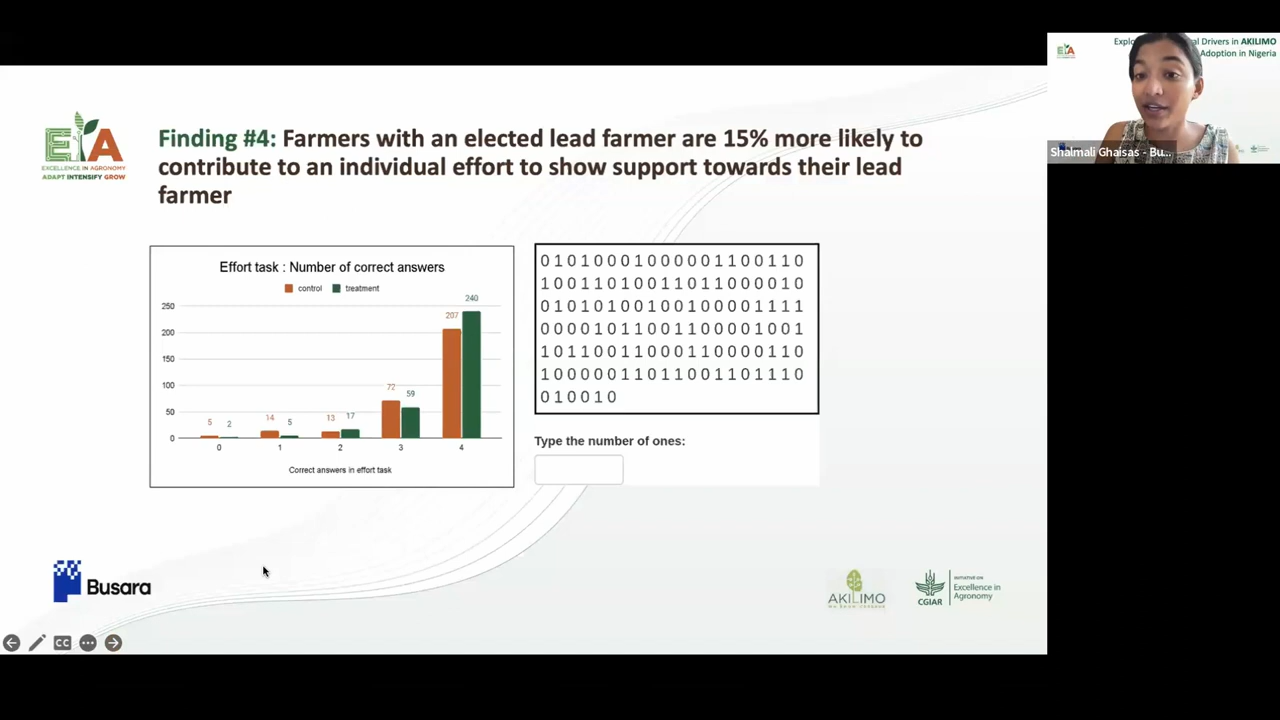 EiA
EXCELLENCE IN AGRONOMY
ADAPT INTENSIFY GROW
Finding #4: Farmers with an elected lead farmer are 15% more likely to
contribute to an individual effort to show support towards their lead
farmer
Effort task : Number of correct answers
control
treatment
250
200
150
100
50
0
5
2
14
5
13
17
72
59
207
240
0
1
2
3
4
Correct answers in effort task
0 1 0 1 0 0 0 1 0 0 0 0 0 1 1 0 0 1 1 0
1 0 0 1 1 0 1 0 0 1 1 0 1 1 0 0 0 0 1 0
0 1 0 1 0 1 0 0 1 0 0 1 0 0 0 0 1 1 1 1
0 0 0 0 1 0 1 1 0 0 1 1 0 0 0 0 1 0 0 1
1 0 1 1 0 0 1 1 0 0 0 1 1 0 0 0 0 1 1 0
1 0 0 0 0 0 1 1 0 1 1 0 0 1 1 0 1 1 1 0
0 1 0 0 1 0
Type the number of ones:
Busara
AKILIMO
CGIAR
INITIATIVE ON
Excellence in
Agronomy
CC
Explo al Drivers in AKILIMO
Adoption in Nigeria
Shalmali Ghaisas - Bu...